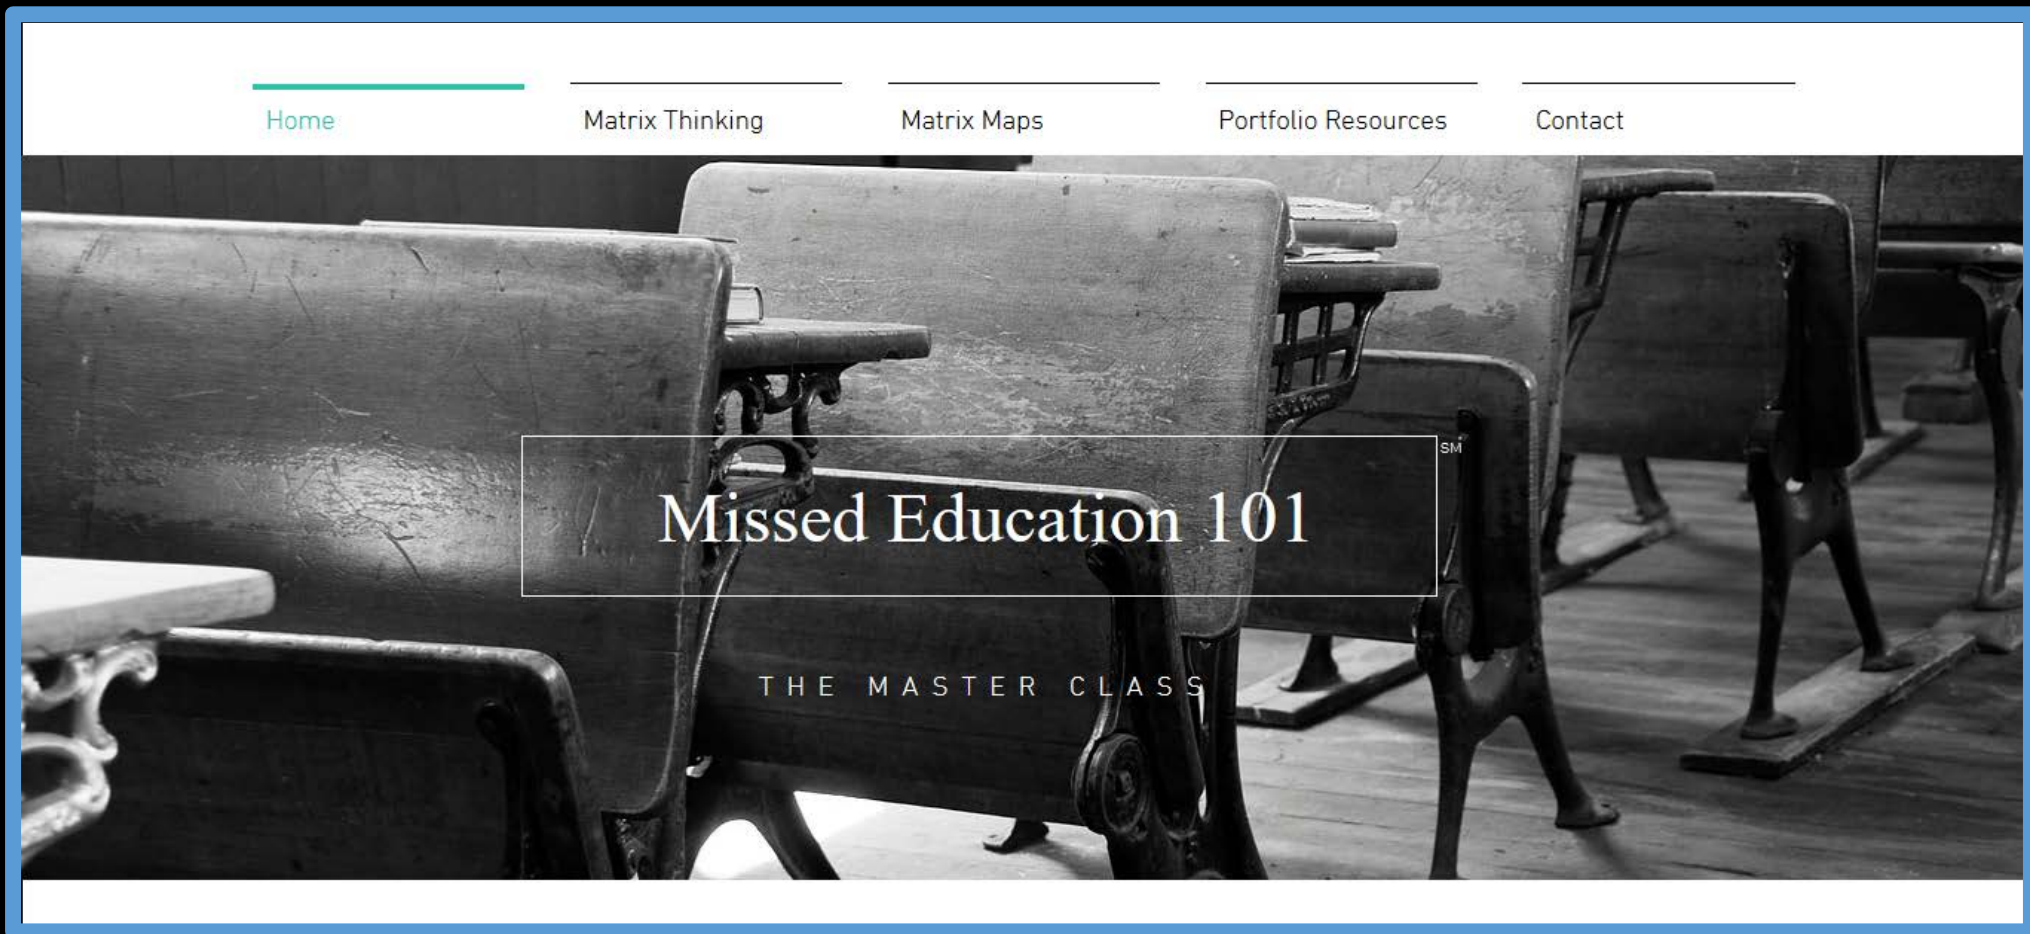 Home
Matrix Thinking
Matrix Maps
Portfolio Resources
Contact
SM
Missed Education 101
THE MASTER CLASS